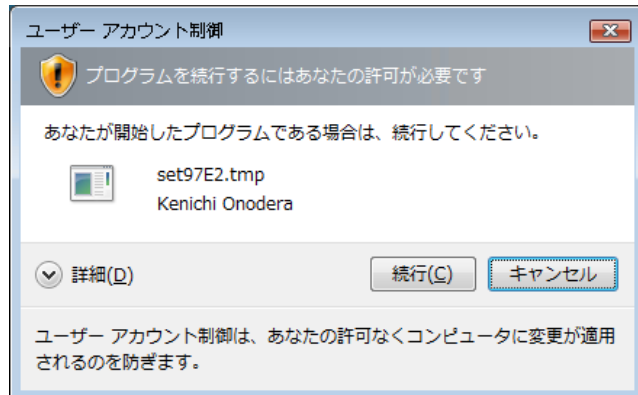 ユーザー アカウント制御
プログラムを続行するにはあなたの許可が必要です
あなたが開始したプログラムである場合は、続行してください。
set97E2.tmp
Kenichi Onodera
詳細(D)
続行(C)
キャンセル
ユーザー アカウント制御は、あなたの許可なくコンピュータに変更が適用
されるのを防ぎます。